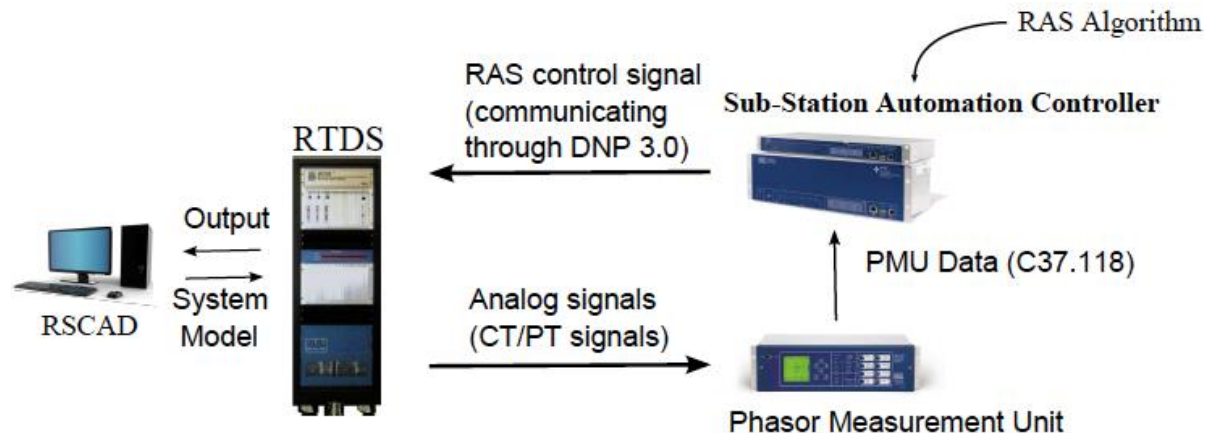 RAS Algorithm
RAS control signal
(communicating
through DNP 3.0)
Sub-Station Automation Controller
RTDS
Output
System
Model
RSCAD
PMU Data (C37.118)
Analog signals
(CT/PT signals)
Phasor Measurement Unit